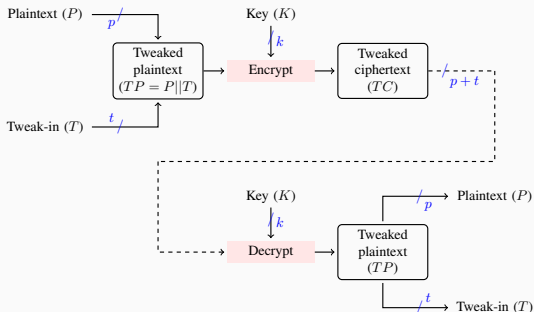 Plaintext (P)
p
Key (K)
k
Tweaked
plaintext
(TP = P||T)
Encrypt
Tweaked
ciphertext
(TC)
p + t
Tweak-in (T)
t
Key (K)
k
Decrypt
Tweaked
plaintext
(TP)
Plaintext (P)
p
t
Tweak-in (T)